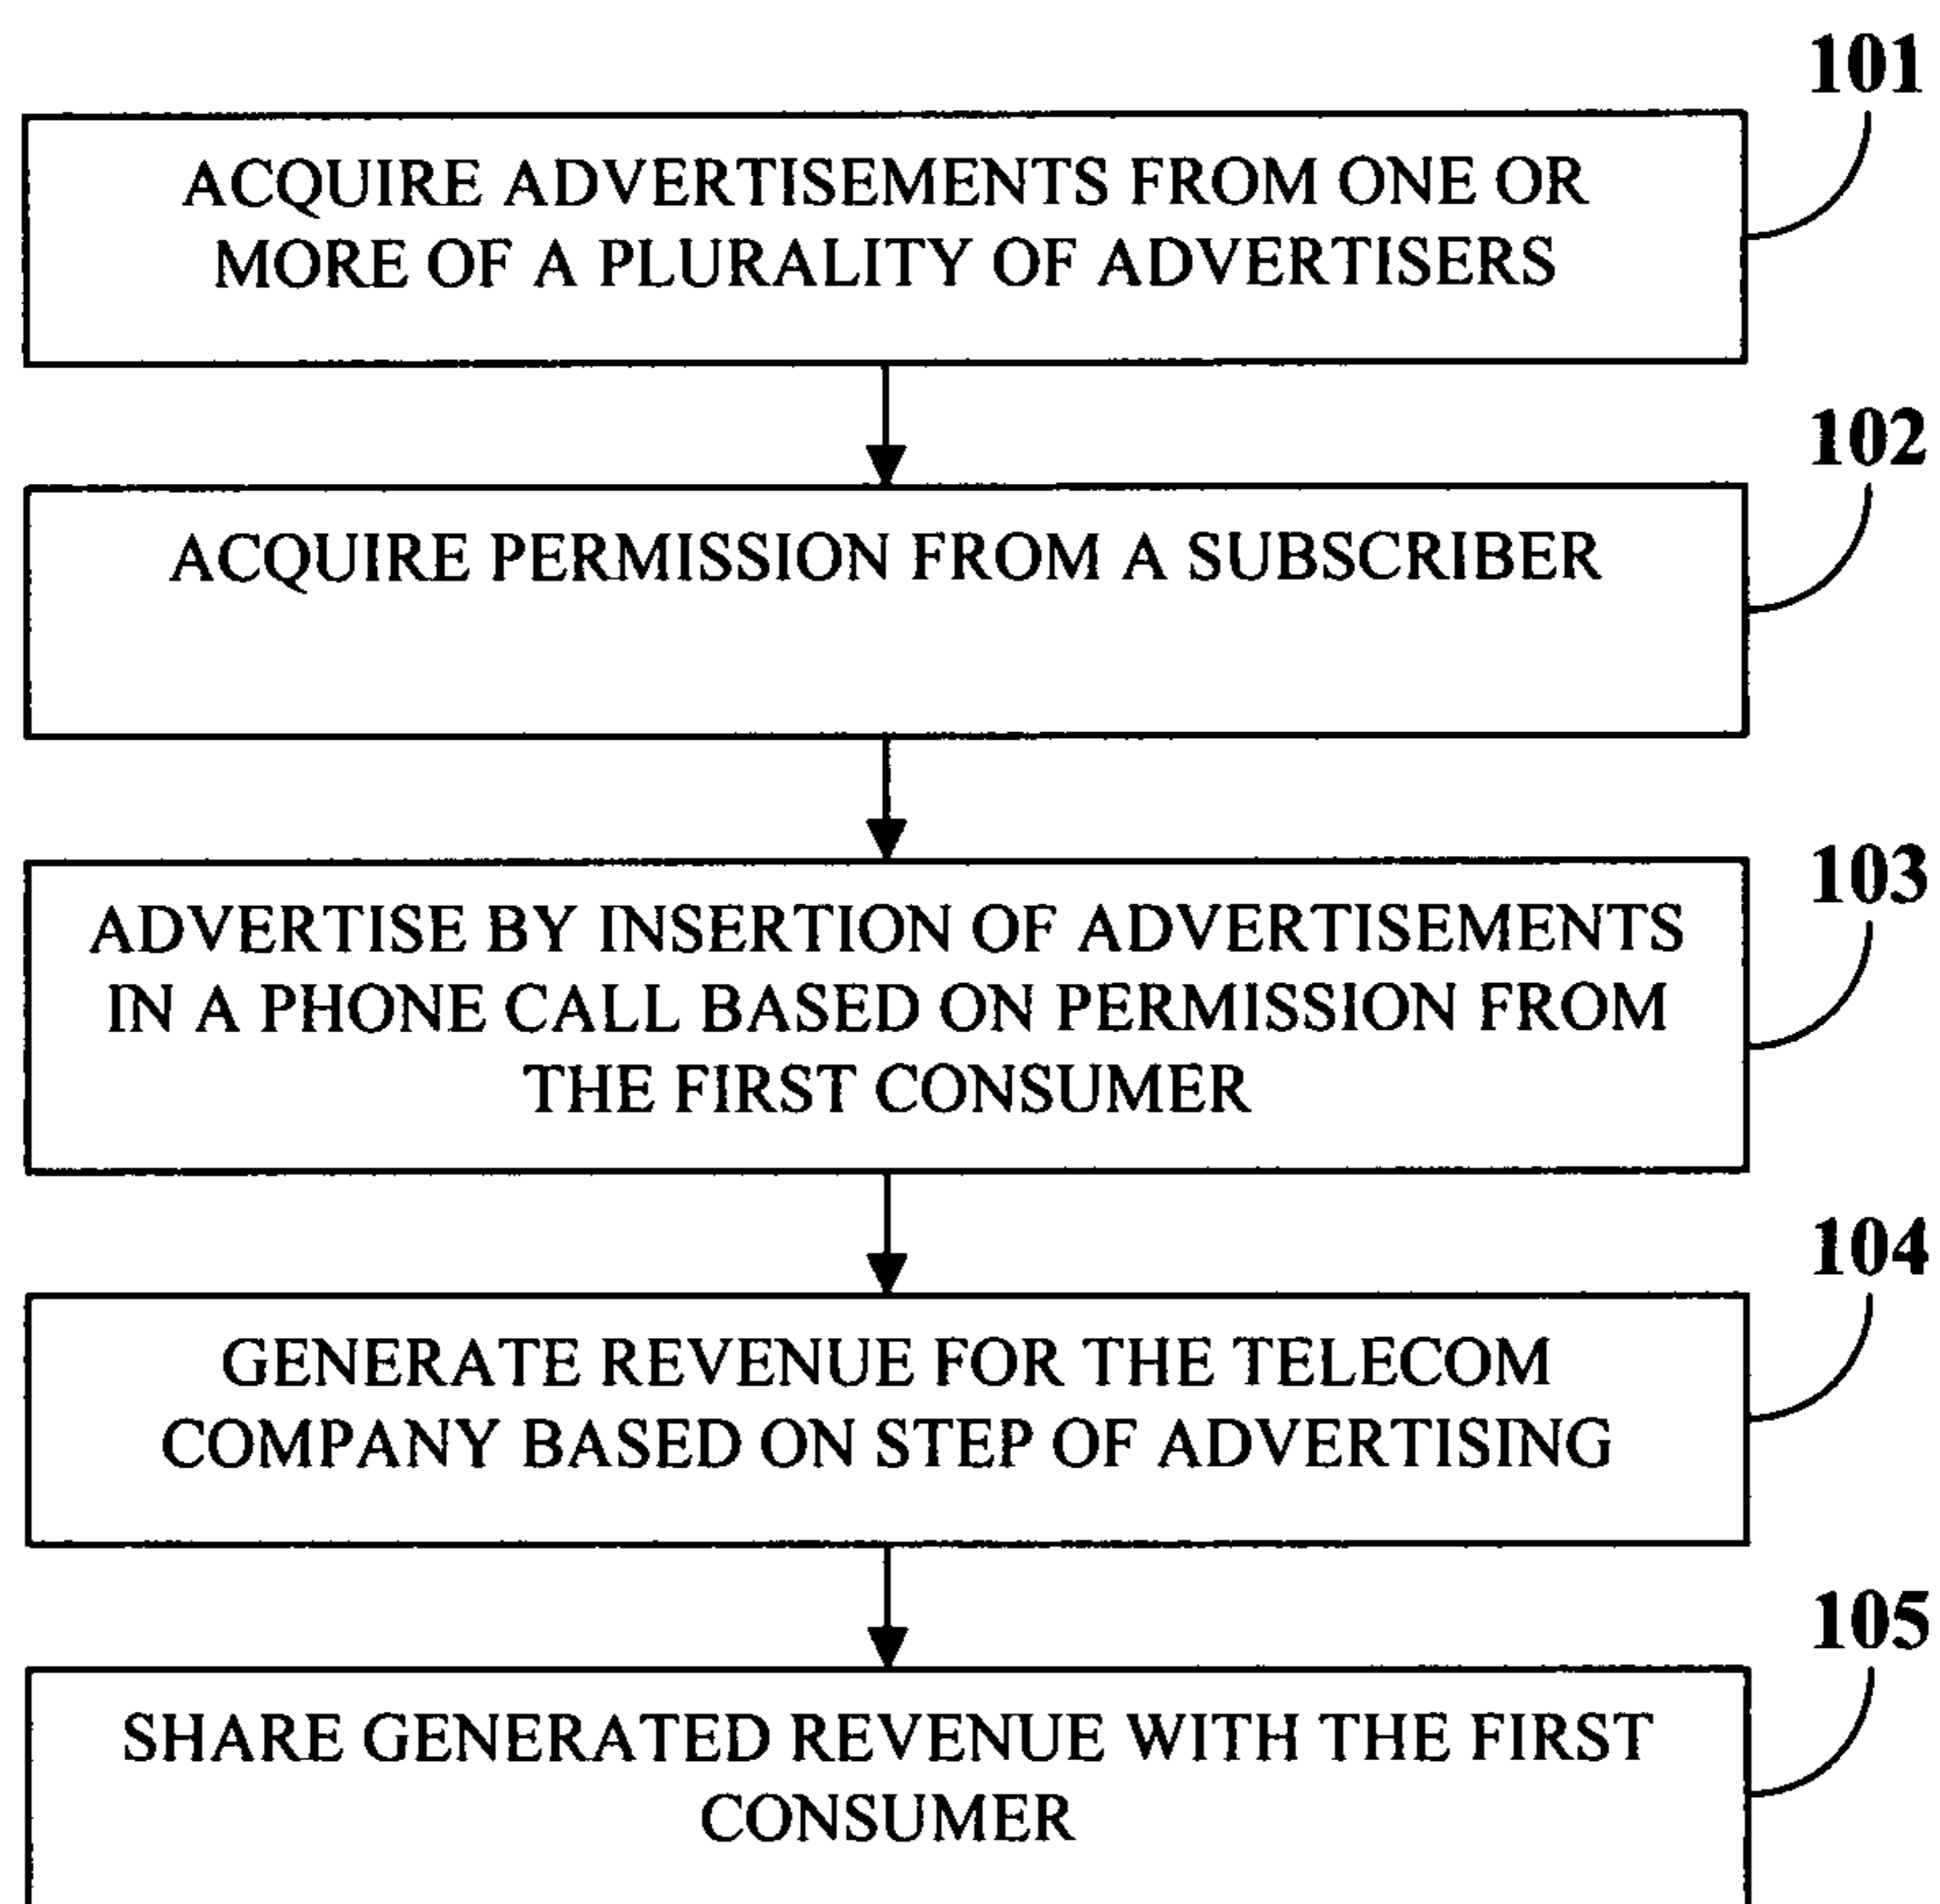 101
ACQUIRE ADVERTISEMENTS FROM ONE OR
MORE OF A PLURALITY OF ADVERTISERS
102
ACQUIRE PERMISSION FROM A SUBSCRIBER
103
ADVERTISE BY INSERTION OF ADVERTISEMENTS
IN A PHONE CALL BASED ON PERMISSION FROM
THE FIRST CONSUMER
104
GENERATE REVENUE FOR THE TELECOM
COMPANY BASED ON STEP OF ADVERTISING
105
SHARE GENERATED REVENUE WITH THE FIRST
CONSUMER